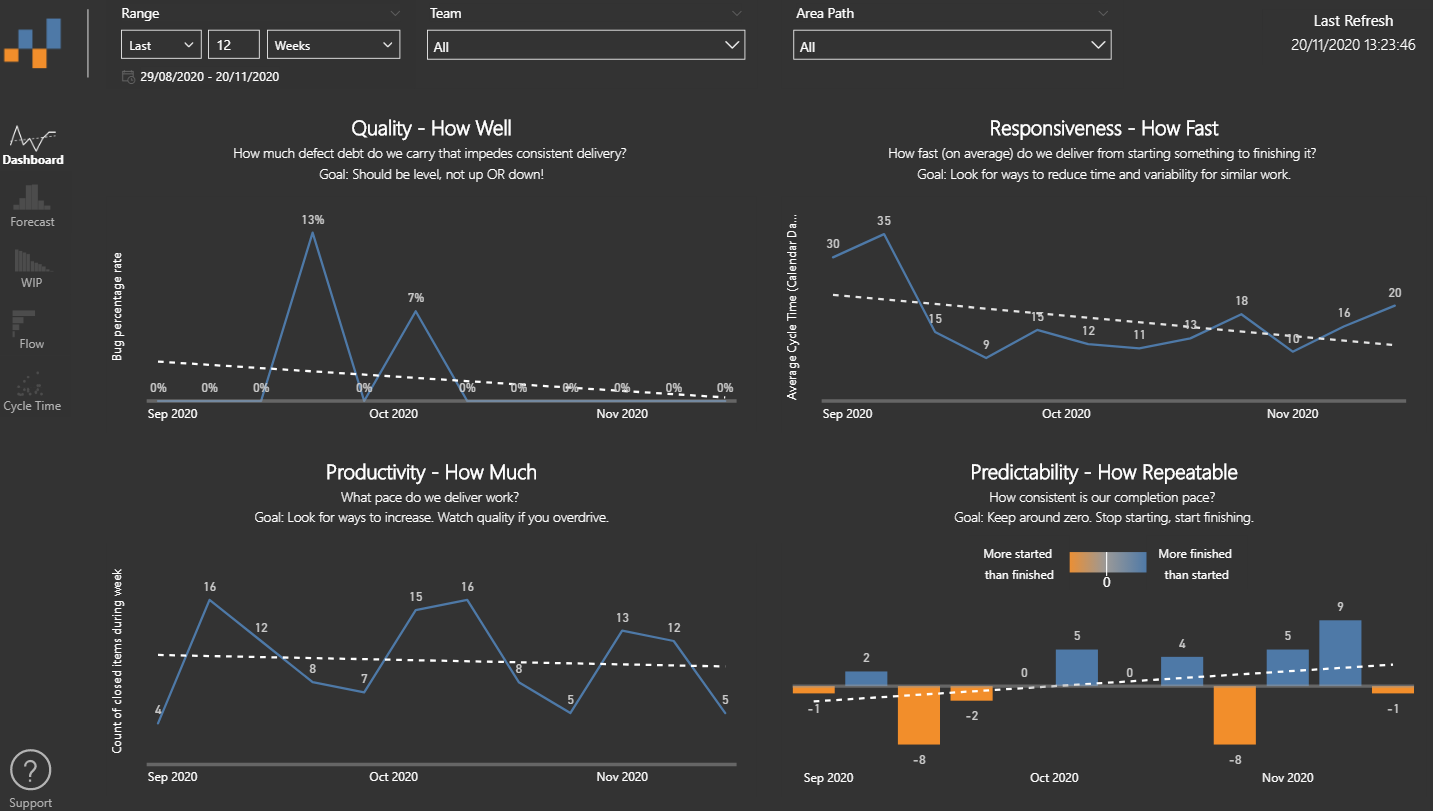 Range
Team
Area Path
Last Refresh
Last
12
Weeks
All
All
20/11/2020 13:23:46
29/08/2020 - 20/11/2020
Dashboard
Forecast
WIP
Flow
Cycle Time
Support
?
Quality - How Well
How much defect debt do we carry that impedes consistent delivery?
Goal: Should be level, not up OR down!
Bug percentage rate
13%
7%
0% 0% 0% 0% 0% 0% 0% 0% 0% 0%
Sep 2020 Oct 2020 Nov 2020
Responsiveness - How Fast
How fast (on average) do we deliver from starting something to finishing it?
Goal: Look for ways to reduce time and variability for similar work.
Average Cycle Time (Calendar Da...
30 35 15 9 15 12 11 13 18 10 16 20
Sep 2020 Oct 2020 Nov 2020
Productivity - How Much
What pace do we deliver work?
Goal: Look for ways to increase. Watch quality if you overdrive.
Count of closed items during week
4 16 12 8 7 15 16 8 5 13 12 5
Sep 2020 Oct 2020 Nov 2020
Predictability - How Repeatable
How consistent is our completion pace?
Goal: Keep around zero. Stop starting, start finishing.
More started
than finished
0
More finished
than started
-1 2 -8 -2 0 5 0 4 -8 5 9 -1
Sep 2020 Oct 2020 Nov 2020